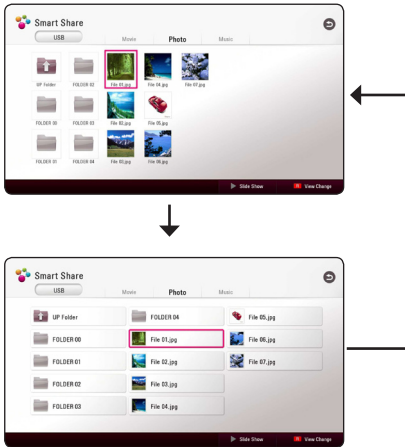 Smart Share
USB
Movie Photo Music
UP Folder FOLDER 02 File 01.jpg File 04.jpg File 07.jpg
FOLDER 00 FOLDER 03 File 02.jpg File 05.jpg
FOLDER 01 FOLDER 04 File 03.jpg File 06.jpg
Slide Show View Change
Smart Share
USB
Movie Photo Music
UP Folder FOLDER 04 File 05.jpg
FOLDER 00 File 01.jpg File 06.jpg
FOLDER 01 File 02.jpg File 07.jpg
FOLDER 02 File 03.jpg
FOLDER 03 File 04.jpg
Slide Show View Change